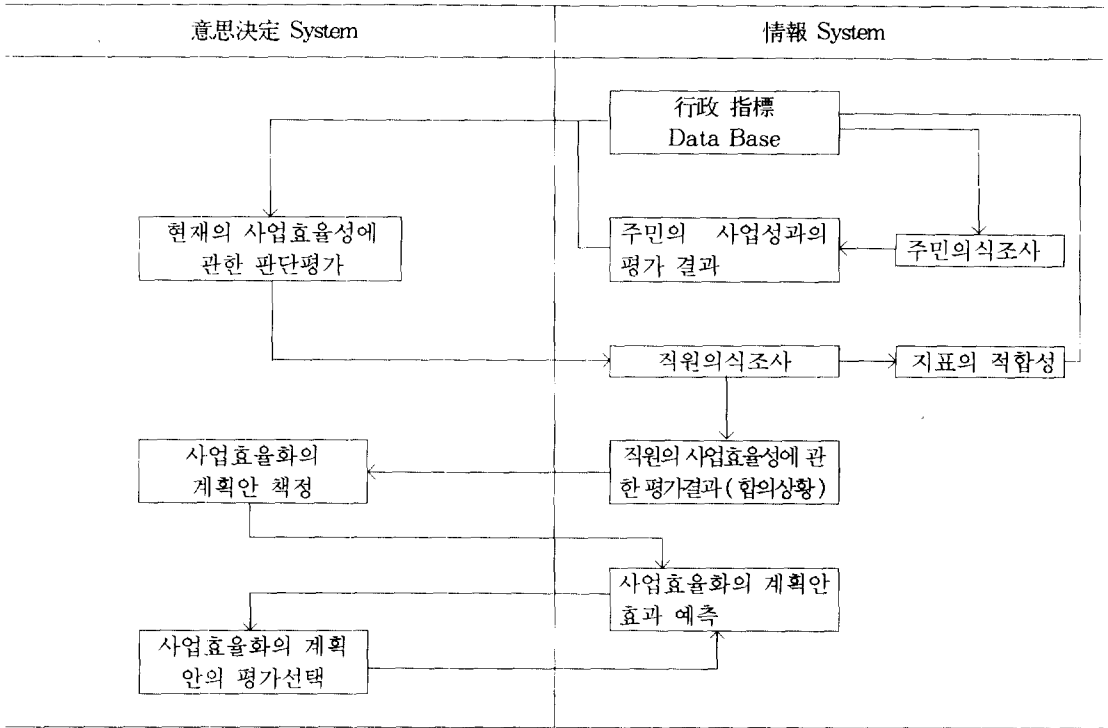 意思決定 System
情報 System
行政 指標
Data Base
현재의 사업효율성에
관한 판단평가
주민의 사업성과의
평가 결과
주민의식조사
직원의식조사
지표의 적합성
사업효율화의
계획안 책정
직원의 사업효율성에 관
한 평가결과(합의상황)
사업효율화의 계획안
효과 예측
사업효율화의 계획
안의 평가선택